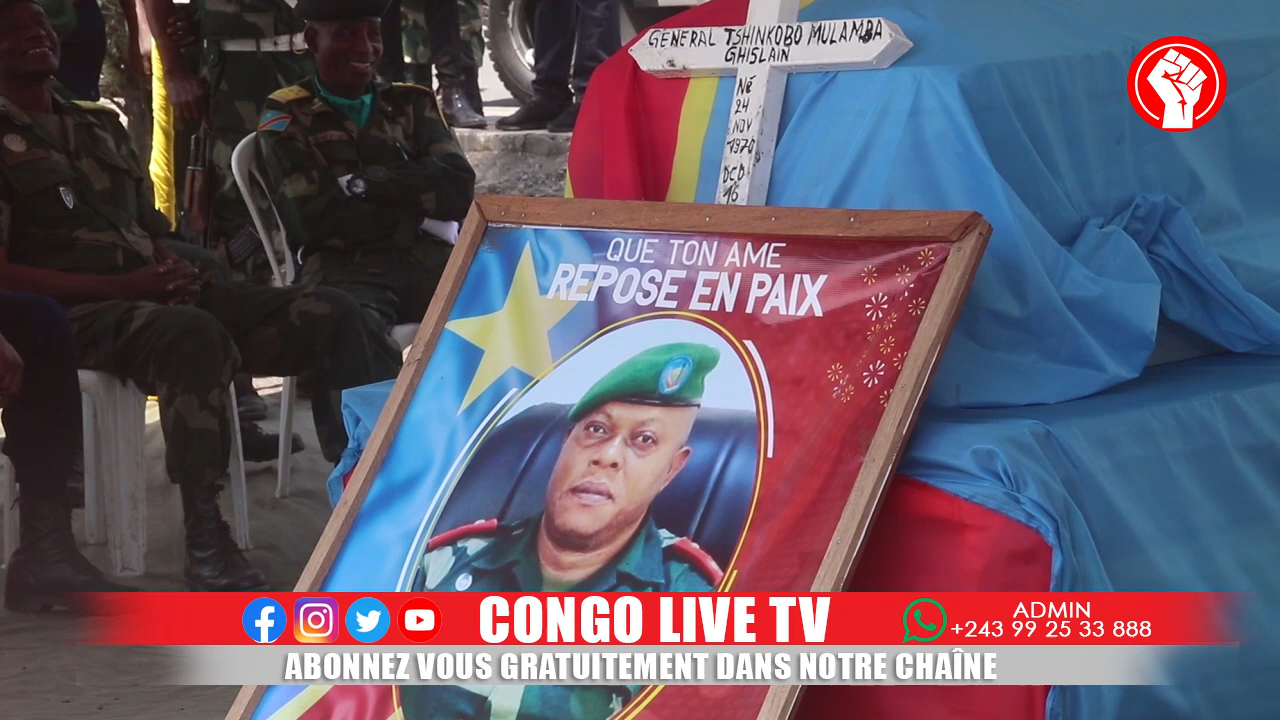 GENERAL TSHINKOBO MULAMBA
GHISLAIN
Né
24
NOV
1970
DCD
16
QUE TON AME
REPOSE EN PAIX
CONGO LIVE TV
ADMIN
+243 99 25 33 888
ABONNEZ VOUS GRATUITEMENT DANS NOTRE CHAÎNE